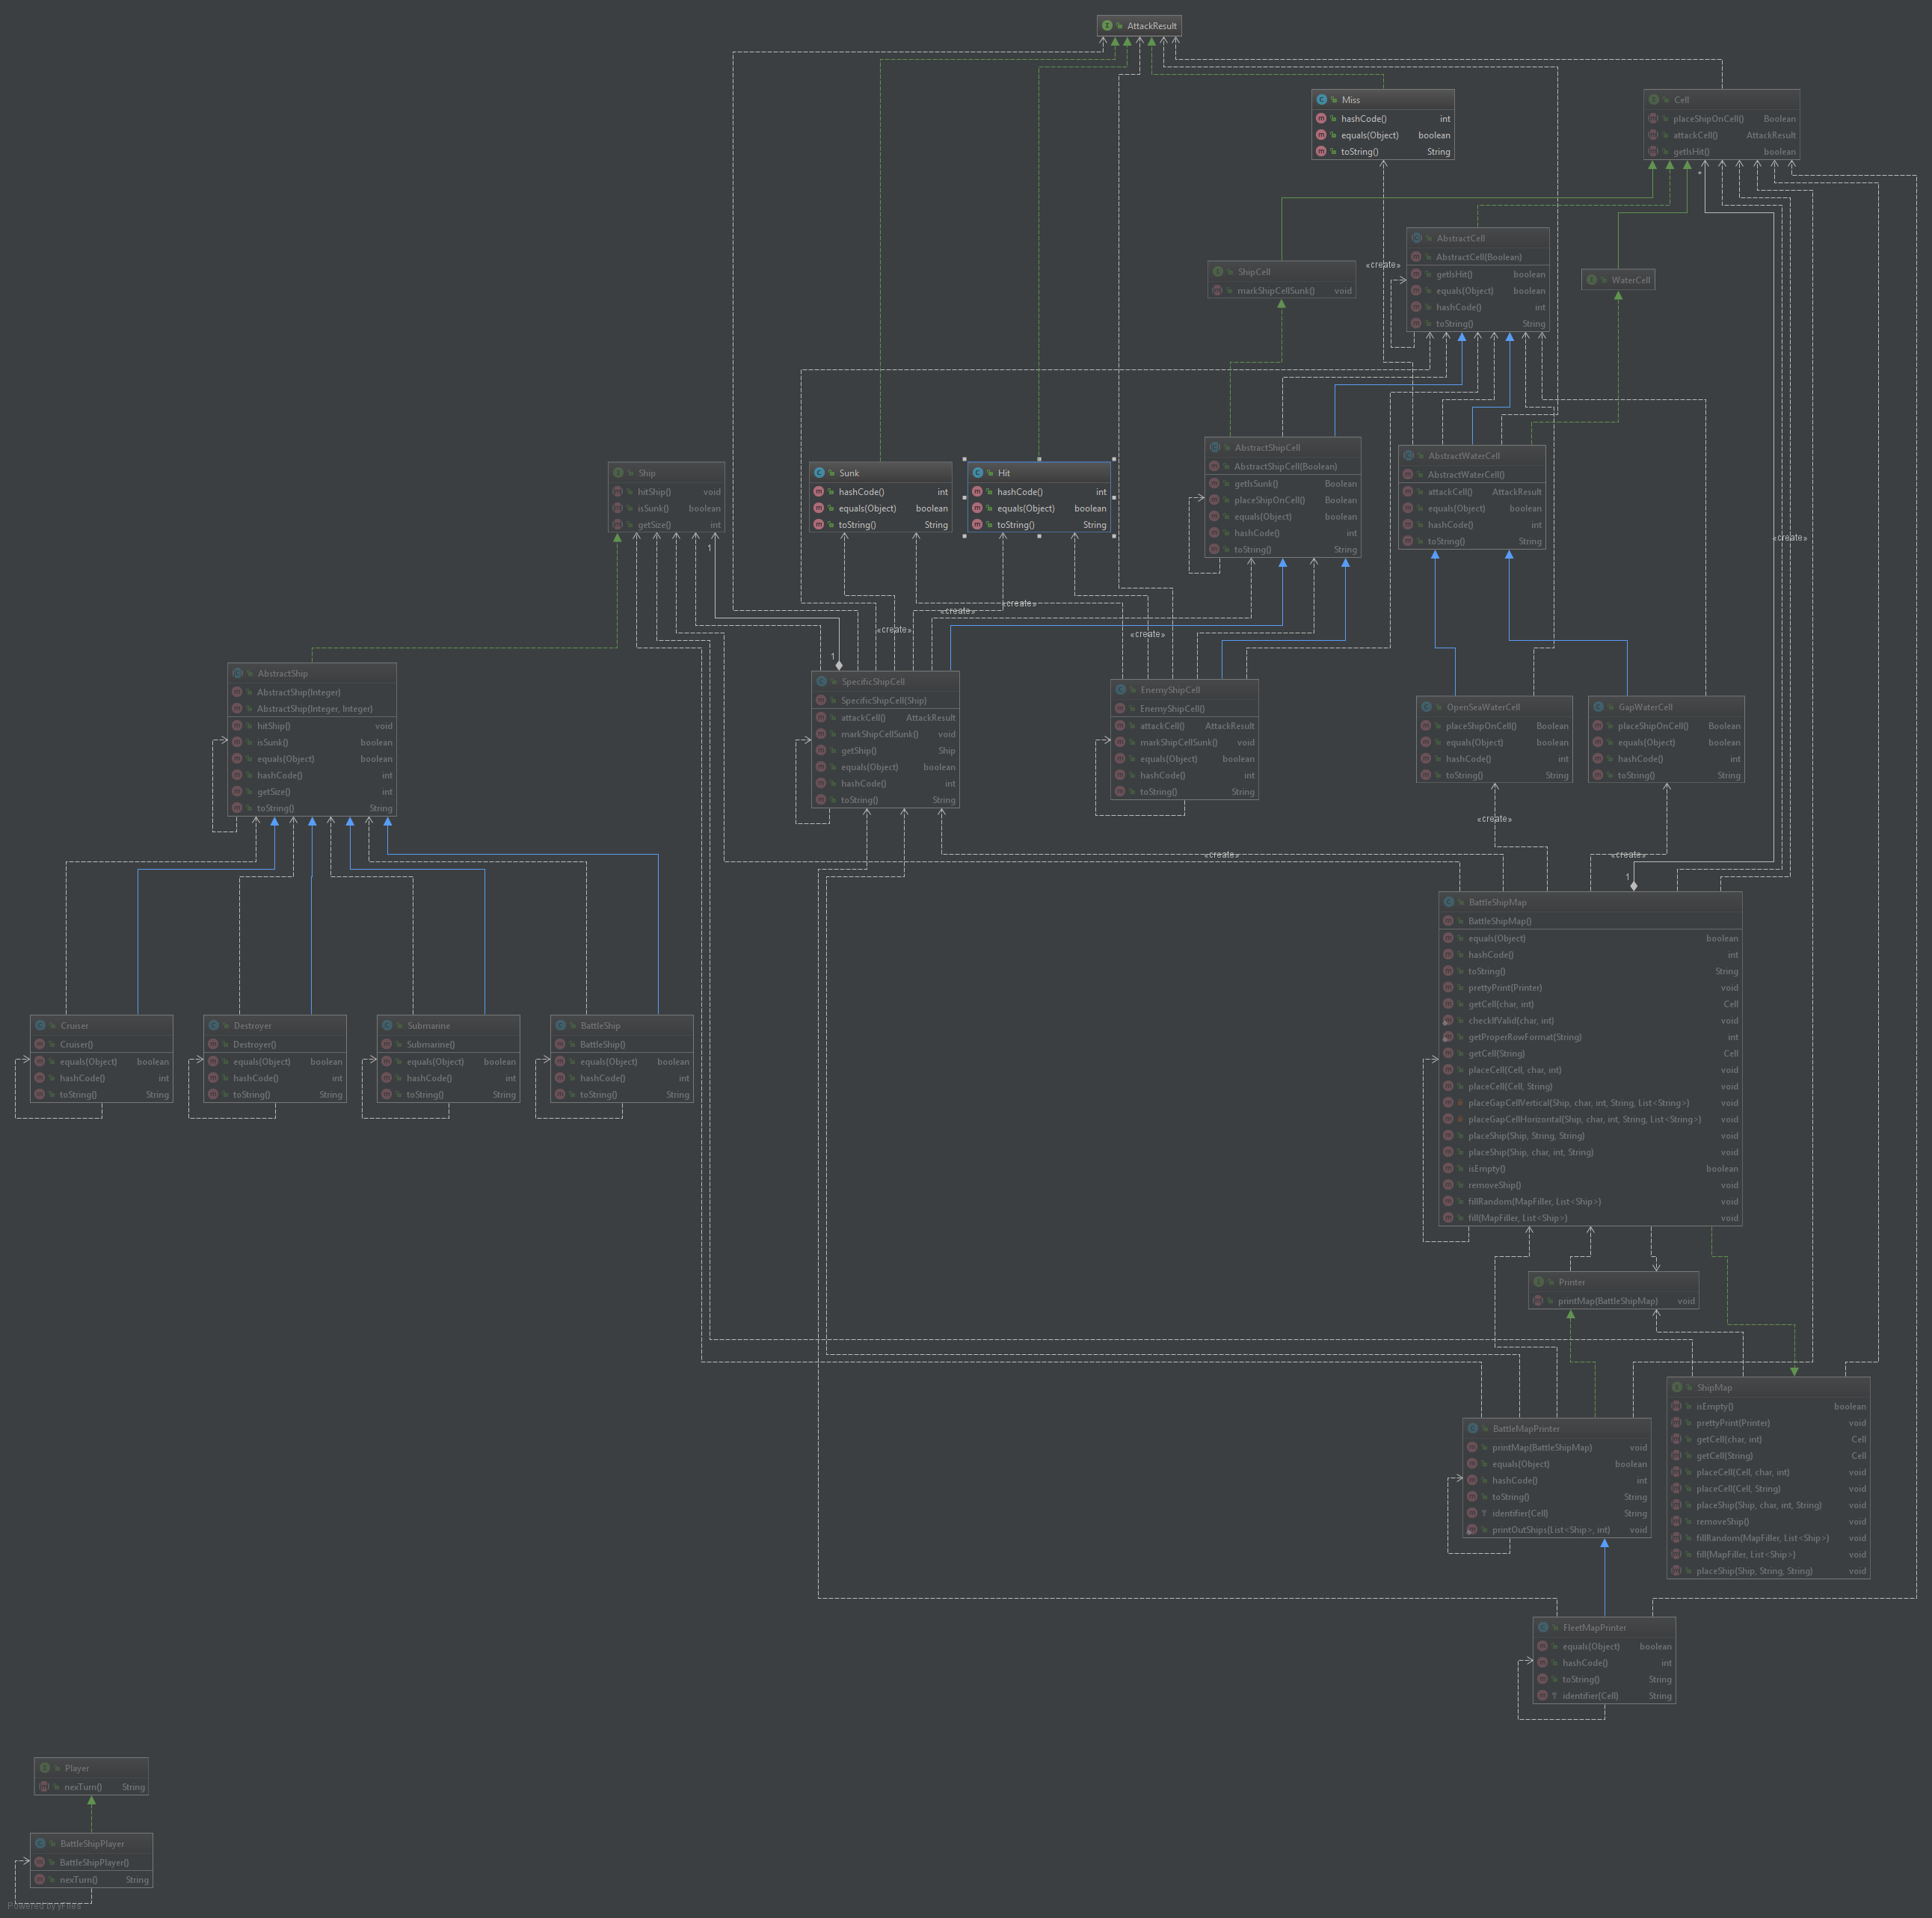 AttackResult
Miss
hashCode() int
equals(Object) boolean
toString() String
Cell
placeShipOnCell() Boolean
attackCell() AttackResult
getIsHit() boolean
*
AbstractCell
AbstractCell(Boolean)
getIsHit() boolean
equals(Object) boolean
hashCode() int
toString() String
«create»
ShipCell
markShipCellSunk() void
WaterCell
Ship
hitShip() void
isSunk() boolean
getSize() int
1
Sunk
hashCode() int
equals(Object) boolean
toString() String
Hit
hashCode() int
equals(Object) boolean
toString() String
AbstractShipCell
AbstractShipCell(Boolean)
getIsSunk() Boolean
placeShipOnCell() Boolean
equals(Object) boolean
hashCode() int
toString() String
AbstractWaterCell
AbstractWaterCell()
attackCell() AttackResult
equals(Object) boolean
hashCode() int
toString() String
«create»
«create»
«create»
«create»
«create»
1
AbstractShip
AbstractShip(Integer)
AbstractShip(Integer, Integer)
hitShip() void
isSunk() boolean
equals(Object) boolean
hashCode() int
getSize() int
toString() String
SpecificShipCell
SpecificShipCell(Ship)
attackCell() AttackResult
markShipCellSunk() void
getShip() Ship
equals(Object) boolean
hashCode() int
toString() String
EnemyShipCell
EnemyShipCell()
attackCell() AttackResult
markShipCellSunk() void
equals(Object) boolean
hashCode() int
toString() String
OpenSeaWaterCell
placeShipOnCell() Boolean
equals(Object) boolean
hashCode() int
toString() String
GapWaterCell
placeShipOnCell() Boolean
equals(Object) boolean
hashCode() int
toString() String
«create»
«create»
«create»
1
BattleShipMap
BattleShipMap()
equals(Object) boolean
hashCode() int
toString() String
prettyPrint(Printer) void
getCell(char, int) Cell
checkIfValid(char, int) void
getProperRowFormat(String) int
getCell(String) Cell
placeCell(Cell, char, int) void
placeCell(Cell, String) void
placeGapCellVertical(Ship, char, int, String, List<String>) void
placeGapCellHorizontal(Ship, char, int, String, List<String>) void
placeShip(Ship, String, String) void
placeShip(Ship, char, int, String) void
isEmpty() boolean
removeShip() void
fillRandom(MapFiller, List<Ship>) void
fill(MapFiller, List<Ship>) void
Cruiser
Cruiser()
equals(Object) boolean
hashCode() int
toString() String
Destroyer
Destroyer()
equals(Object) boolean
hashCode() int
toString() String
Submarine
Submarine()
equals(Object) boolean
hashCode() int
toString() String
BattleShip
BattleShip()
equals(Object) boolean
hashCode() int
toString() String
Printer
printMap(BattleShipMap) void
ShipMap
isEmpty() boolean
prettyPrint(Printer) void
getCell(char, int) Cell
getCell(String) Cell
placeCell(Cell, char, int) void
placeCell(Cell, String) void
placeShip(Ship, char, int, String) void
removeShip() void
fillRandom(MapFiller, List<Ship>) void
fill(MapFiller, List<Ship>) void
placeShip(Ship, String, String) void
BattleMapPrinter
printMap(BattleShipMap) void
equals(Object) boolean
hashCode() int
toString() String
identifier(Cell) String
printOutShips(List<Ship>, int) void
FleetMapPrinter
equals(Object) boolean
hashCode() int
toString() String
identifier(Cell) String
Player
nexTurn() String
BattleShipPlayer
BattleShipPlayer()
nexTurn() String
Powered by yFiles